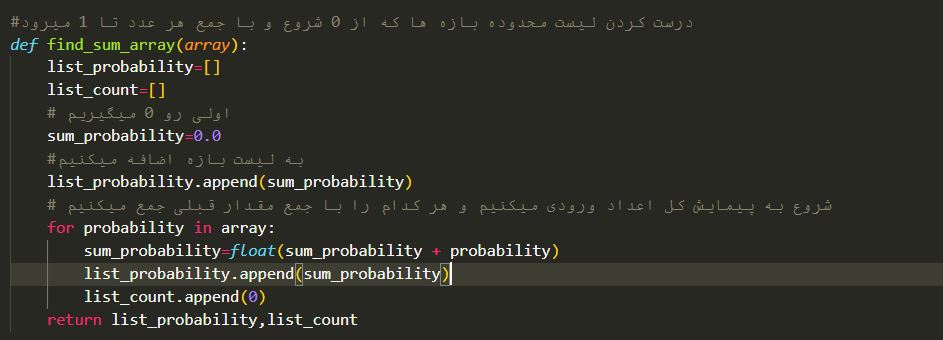 #درست کردن لیست محدوده بازه ها که از 0 شروع و با جمع هر عدد تا 1 میرود
def find_sum_array(array):
    list_probability=[]
    list_count=[]
    # اولی رو 0 میگیریم
    sum_probability=0.0
    #به لیست بازه اضافه میکنیم
    list_probability.append(sum_probability)
    # شروع به پیمایش کل اعداد ورودی میکنیم و هر کدام را با جمع مقدار قبلی جمع میکنیم
    for probability in array:
        sum_probability=float(sum_probability + probability)
        list_probability.append(sum_probability)
        list_count.append(0)
    return list_probability,list_count